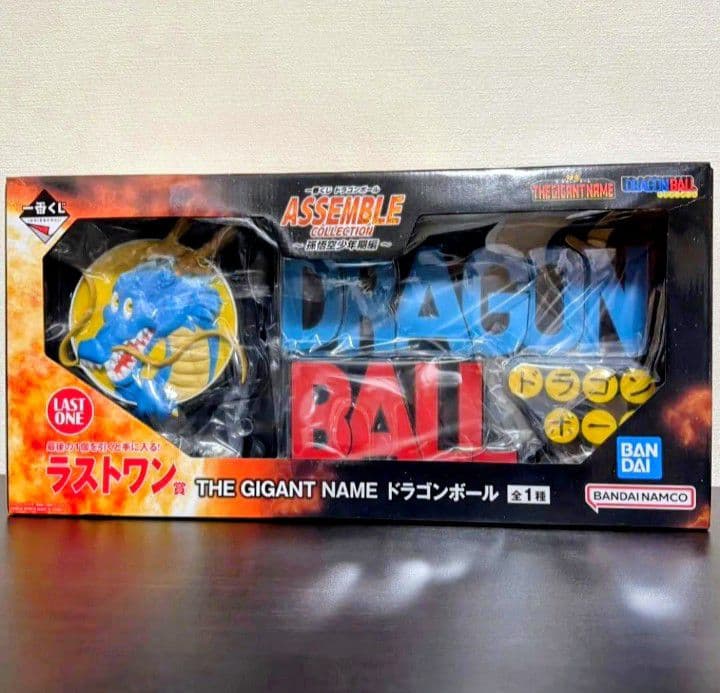 一番くじ
一番くじ ドラゴンボール
ASSEMBLE
COLLECTION
～孫悟空少年期編～
THE GIGANT NAME
DRAGON BALL
DRAGON
BALL
ドラゴン
ボー
LAST
ONE
最後の1個を引くと手に入る!
ラストワン賞
THE GIGANT NAME ドラゴンボール 全1種
BAN
DAI
BANDAI NAMCO